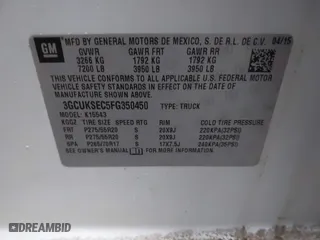 GM
MFD BY GENERAL MOTORS DE MEXICO, S. DE R.L. DE C.V. 04/15
GVWR GAWR FRT GAWR RR
3266 KG 1792 KG 1792 KG
7200 LB 3950 LB 3950 LB
THIS VEHICLE CONFORMS TO ALL APPLICABLE U.S. FEDERAL
MOTOR VEHICLE SAFETY
STANDARDS IN EFFECT ON THE DATE OF
MANUFACTURE SHOWN ABOVE.
3GCUKSEC5FG350450 TYPE: TRUCK
MODEL: K15543
TIRE SIZE RIM COLD TIRE PRESSURE
FRT P275/55R20 20X9J 220KPA(32PSI)
RR P275/55R20 20X9J 220KPA(32PSI)
SPA P265/70R17 17X7.5J 240KPA(35PSI)
SEE OWNER'S MANUAL FOR ADDITIONAL INFORMATION.
DREAMBID.COM